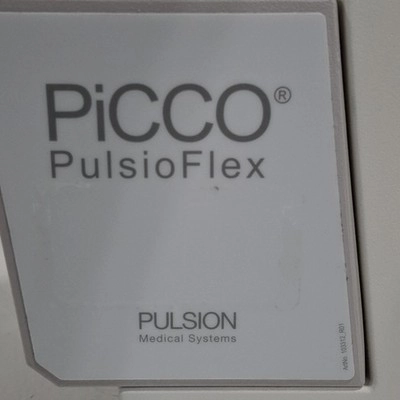 PiCCO®
PulsioFlex
PULSION
Medical Systems